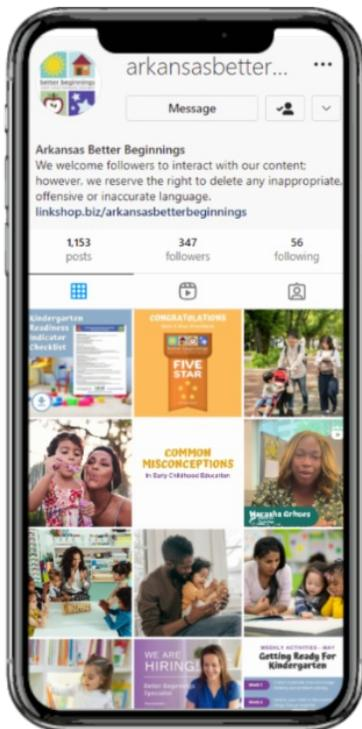 better beginnings
arkansasbetter...
Message
Arkansas Better Beginnings
We welcome followers to interact with our content;
however, we reserve the right to delete any inappropriate,
offensive or inaccurate language.
linkshop.biz/arkansasbetterbeginnings
1,153
posts
347
followers
56
following
Kindergarten
Readiness
Indicator
Checklist
CONGRATULATIONS
FIVE
STAR
COMMON
MISCONCEPTIONS
In Early Childhood Education
WE ARE
HIRING!
Better Beginnings
Specialist
WEEKLY ACTIVITIES - MAY
Getting Ready For
Kindergarten